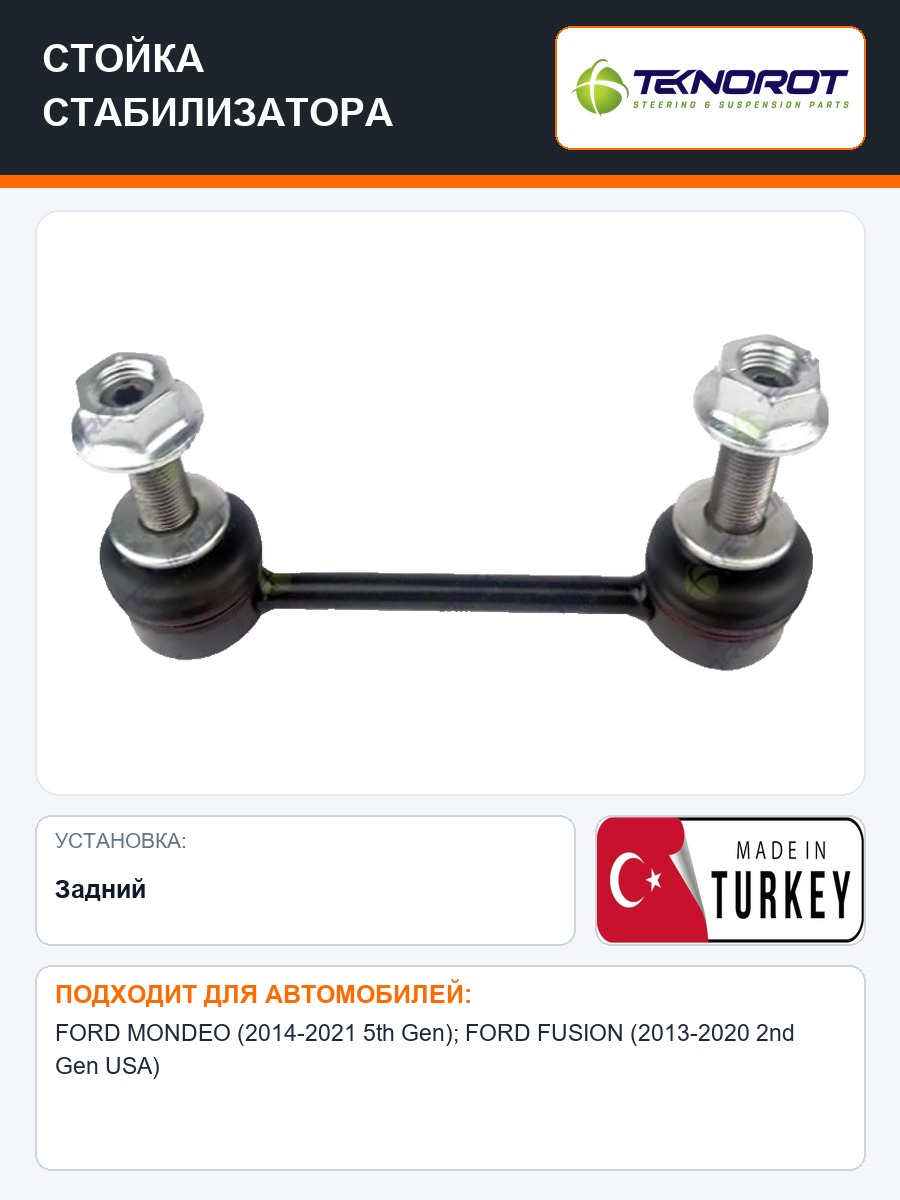 СТОЙКА
СТАБИЛИЗАТОРА
TEKNOROT
STEERING & SUSPENSION PARTS
УСТАНОВКА:
Задний
MADE IN
TURKEY
ПОДХОДИТ ДЛЯ АВТОМОБИЛЕЙ:
FORD MONDEO (2014-2021 5th Gen); FORD FUSION (2013-2020 2nd
Gen USA)